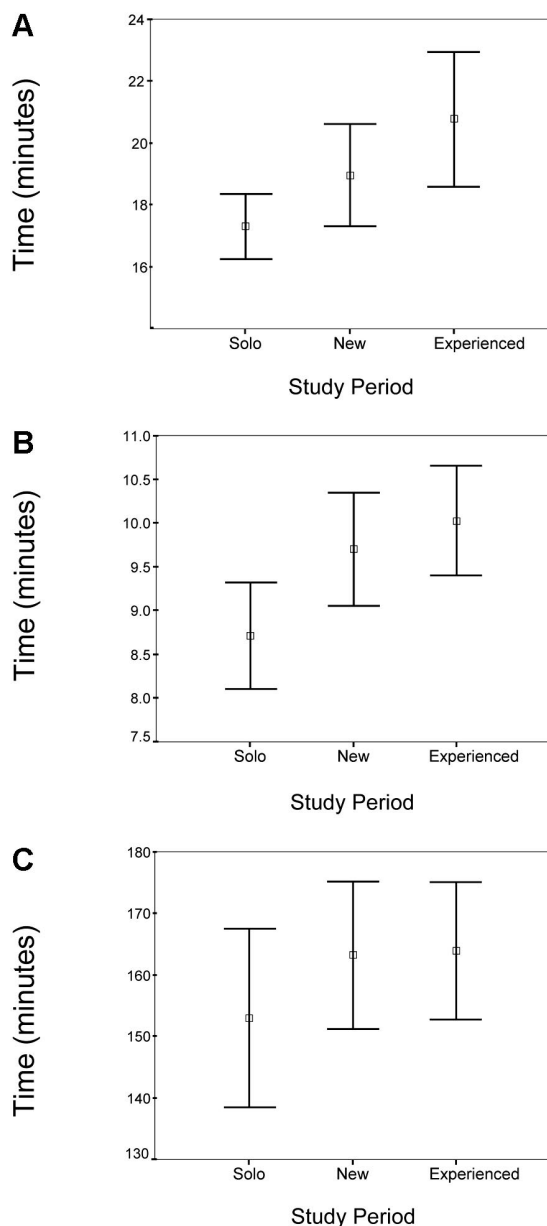 A
Time (minutes)
24
22
20
18
16
Solo New Experienced
Study Period
B
Time (minutes)
11.0
10.5
10.0
9.5
9.0
8.5
8.0
7.5
Solo New Experienced
Study Period
C
Time (minutes)
180
170
160
150
140
130
Solo New Experienced
Study Period